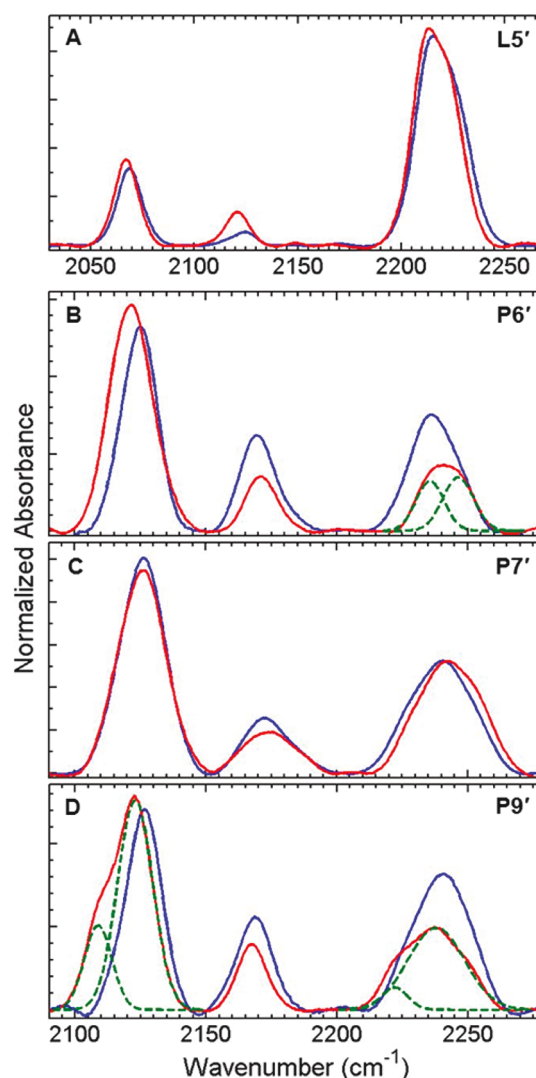 A L5′
2050 2100 2150 2200 2250
B P6′
Normalized Absorbance
C P7′
D P9′
2100 2150 2200 2250
Wavenumber (cm⁻¹)